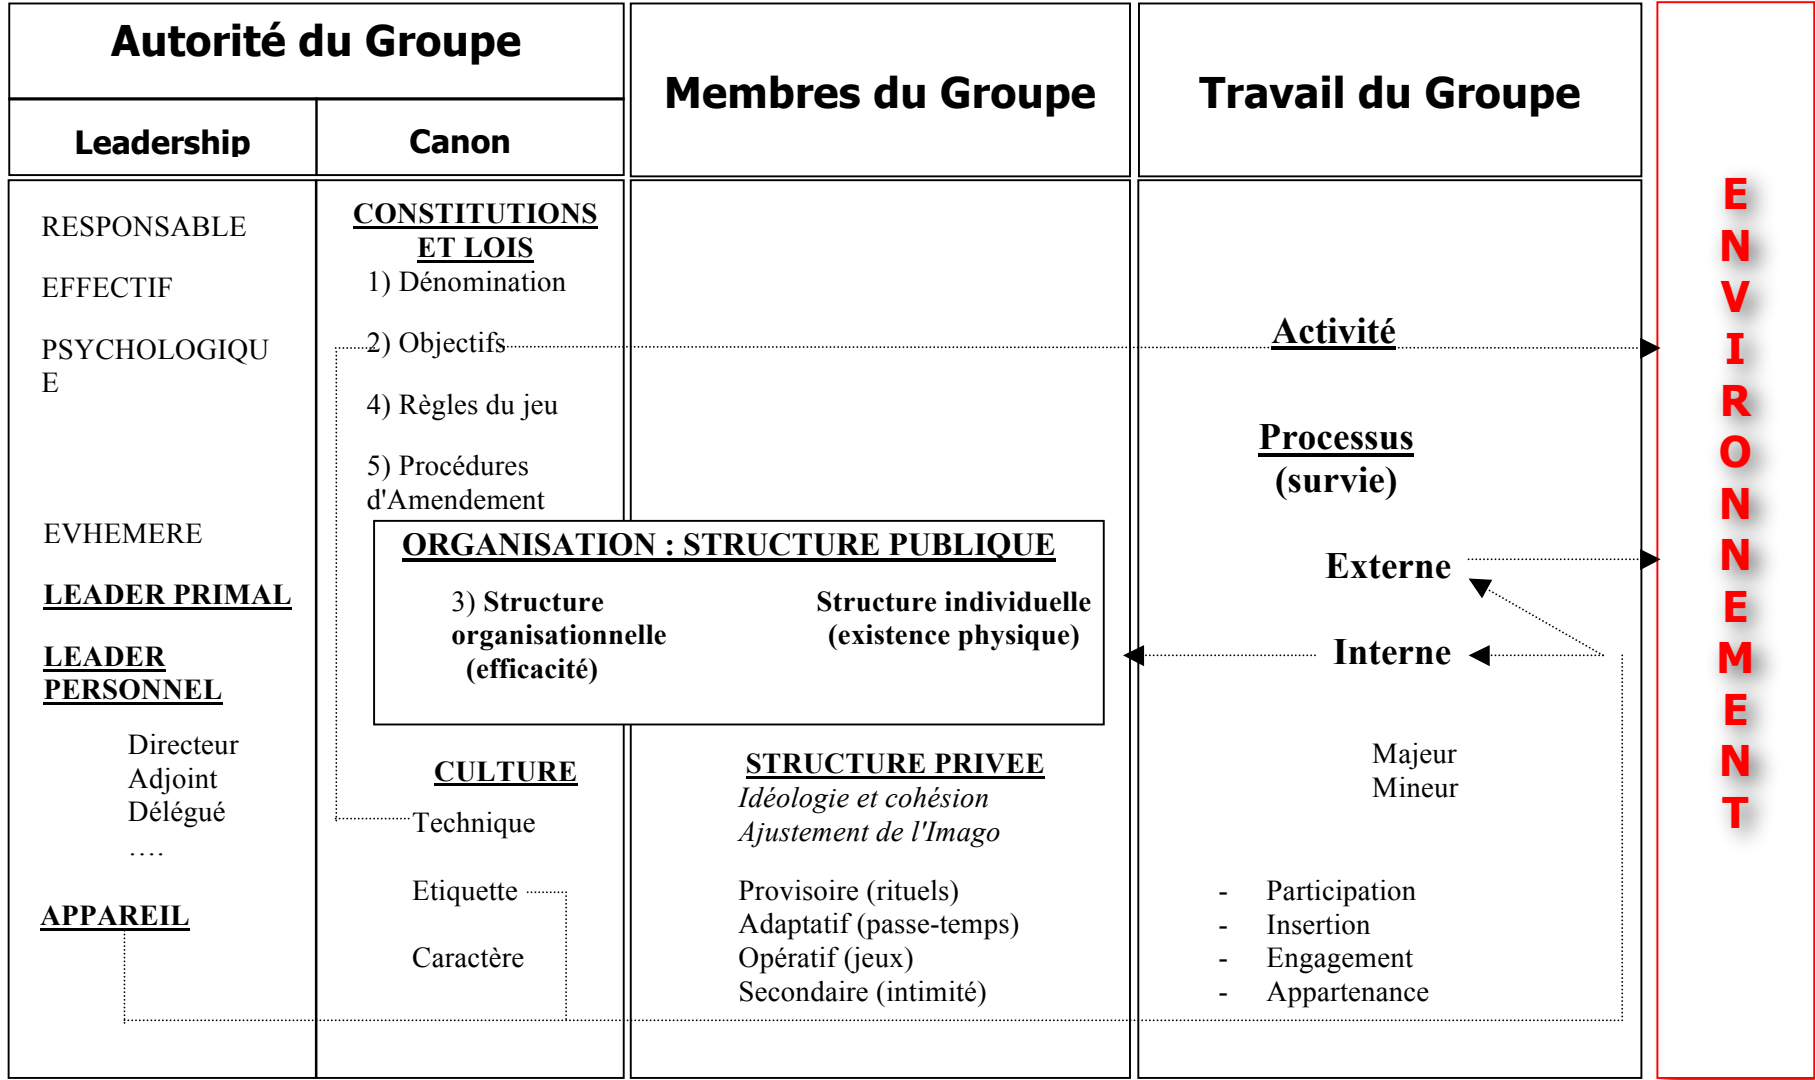 Autorité du Groupe
Leadership
Canon
Membres du Groupe
Travail du Groupe
RESPONSABLE
EFFECTIF
PSYCHOLOGIQU
E
EVHEMERE
LEADER PRIMAL
LEADER
PERSONNEL
Directeur
Adjoint
Délégué
….
APPAREIL
CONSTITUTIONS
ET LOIS
1) Dénomination
2) Objectifs
4) Règles du jeu
5) Procédures
d'Amendement
ORGANISATION : STRUCTURE PUBLIQUE
3) Structure
organisationnelle
(efficacité)
Structure individuelle
(existence physique)
CULTURE
Technique
Etiquette
Caractère
STRUCTURE PRIVEE
Idéologie et cohésion
Ajustement de l'Imago
Provisoire (rituels)
Adaptatif (passe-temps)
Opératif (jeux)
Secondaire (intimité)
Activité
Processus
(survie)
Externe
Interne
Majeur
Mineur
- Participation
- Insertion
- Engagement
- Appartenance
E
N
V
I
R
O
N
N
E
M
E
N
T